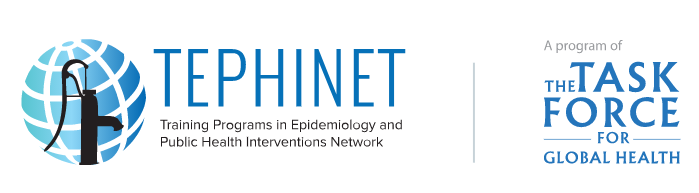 TEPHINET
Training Programs in Epidemiology and
Public Health Interventions Network
A program of
THE TASK
FORCE
FOR
GLOBAL HEALTH